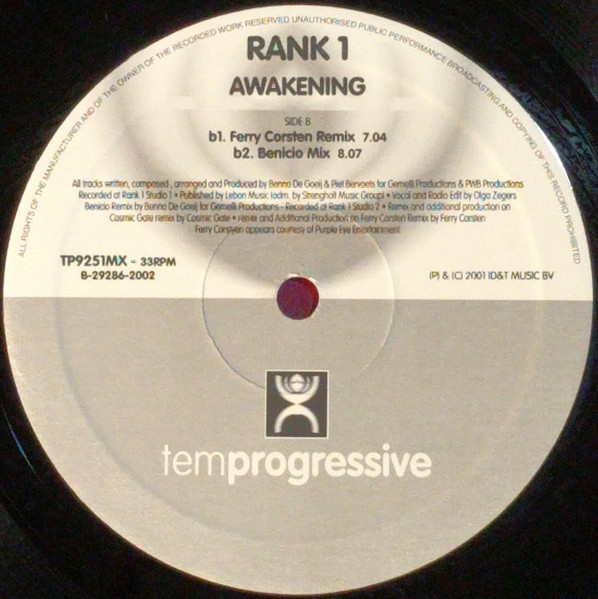 ALL RIGHTS OF THE MANUFACTURER AND OF THE OWNER OF THE RECORDED WORK RESERVED UNAUTHORISED PUBLIC PERFORMANCE BROADCASTING AND COPYING OF THIS RECORD PROHIBITED
RANK 1
AWAKENING
SIDE B
b1. Ferry Corsten Remix 7.04
b2. Benicio Mix 8.07
All tracks written, composed, arranged and Produced by Benno De Goeij & Piet Bervoets for Gemelli Productions & PWB Productions
Recorded at Rank 1 Studio 1 • Published by Lebon Music (adm. by Strengholt Music Group) • Vocal and Radio Edit by Olga Zegers
Benicio Remix by Benno De Goeij for Gemelli Productions - Recorded at Rank 1 Studio 2 • Remix and additional production on
Cosmic Gate remix by Cosmic Gate • remix and Additional Production on Ferry Corsten Remix by Ferry Corsten
Ferry Corsten appears courtesy of Purple Eye Entertainment
TP9251MX - 33RPM
B-29286-2002
(P) & (C) 2001 ID&T MUSIC BV
temprogressive